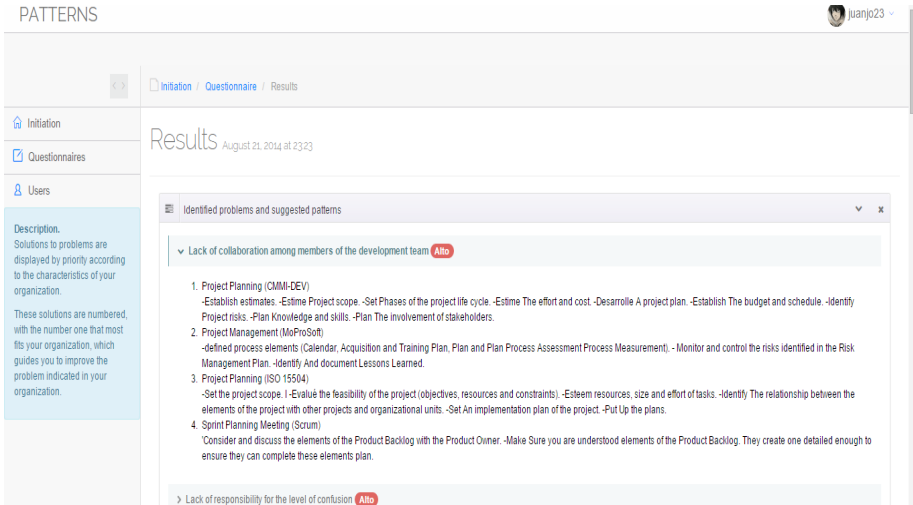 PATTERNS
juanjo23
Initiation / Questionnaire / Results
Initiation
Questionnaires
Users
Description.
Solutions to problems are
displayed by priority according
to the characteristics of your
organization.
These solutions are numbered,
with the number one that most
fits your organization, which
guides you to improve the
problem indicated in your
organization.
Results August 21, 2014 at 23:23
Identified problems and suggested patterns
Lack of collaboration among members of the development team Alto
1. Project Planning (CMMI-DEV)
-Establish estimates. -Estime Project scope. -Set Phases of the project life cycle. -Estime The effort and cost. -Desarrolle A project plan. -Establish The budget and schedule. -Identify
Project risks. -Plan Knowledge and skills. -Plan The involvement of stakeholders.
2. Project Management (MoProSoft)
-defined process elements (Calendar, Acquisition and Training Plan, Plan and Plan Process Assessment Process Measurement). - Monitor and control the risks identified in the Risk
Management Plan. -Identify And document Lessons Learned.
3. Project Planning (ISO 15504)
-Set the project scope. I -Evaluè the feasibility of the project (objectives, resources and constraints). -Esteem resources, size and effort of tasks. -Identify The relationship between the
elements of the project with other projects and organizational units. -Set An implementation plan of the project. -Put Up the plans.
4. Sprint Planning Meeting (Scrum)
'Consider and discuss the elements of the Product Backlog with the Product Owner. -Make Sure you are understood elements of the Product Backlog. They create one detailed enough to
ensure they can complete these elements plan.
Lack of responsibility for the level of confusion Alto